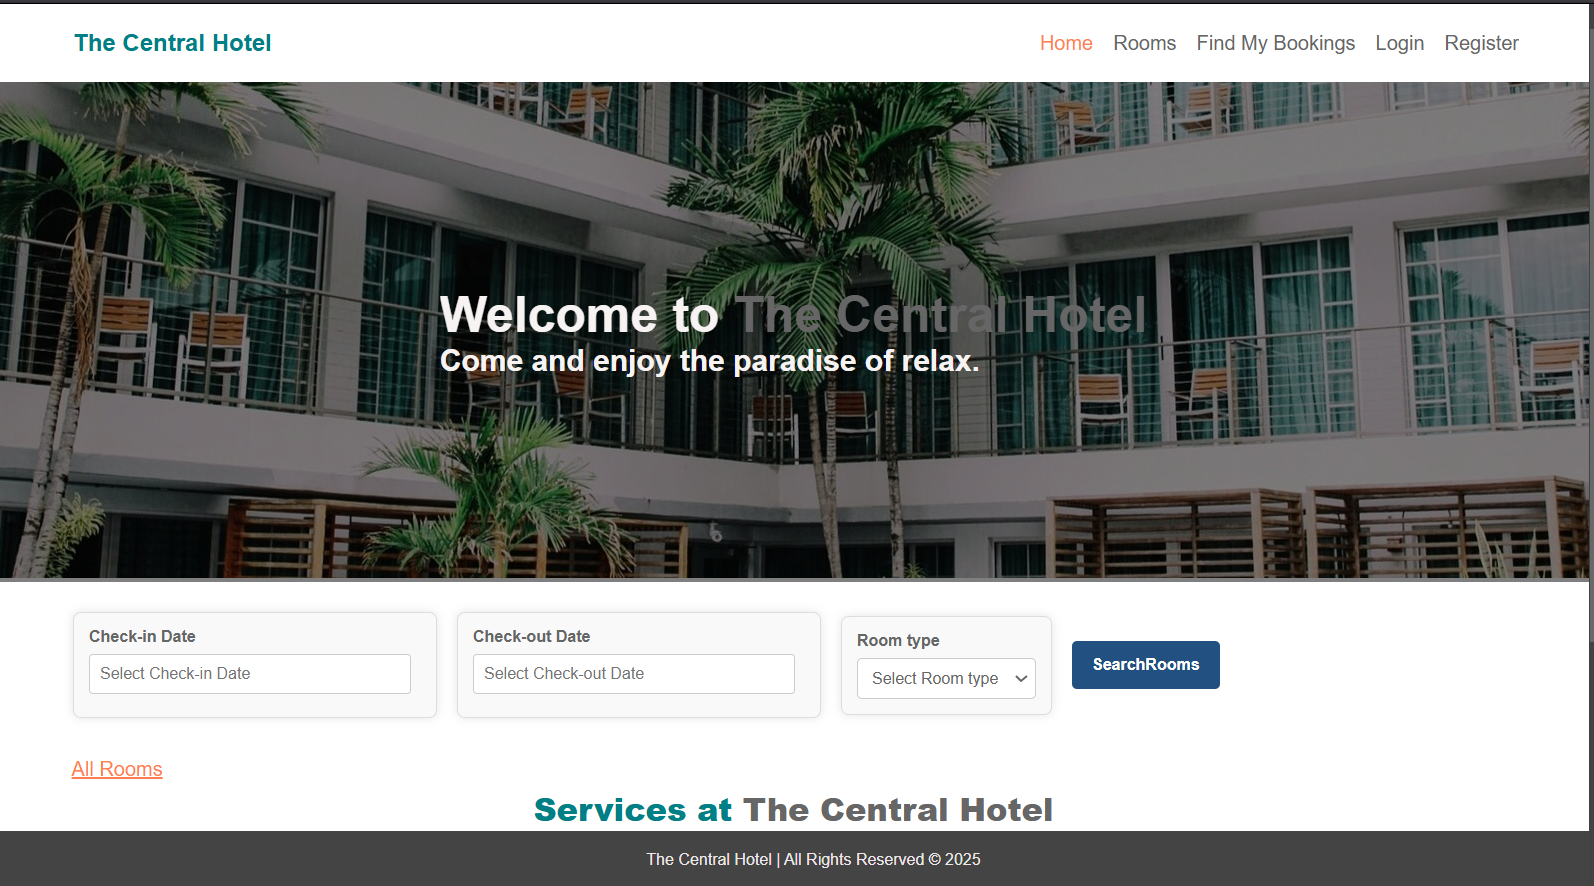 The Central Hotel
Home Rooms Find My Bookings Login Register
Welcome to The Central Hotel
Come and enjoy the paradise of relax.
Check-in Date
Select Check-in Date
Check-out Date
Select Check-out Date
Room type
Select Room type
SearchRooms
All Rooms
Services at The Central Hotel
The Central Hotel | All Rights Reserved © 2025